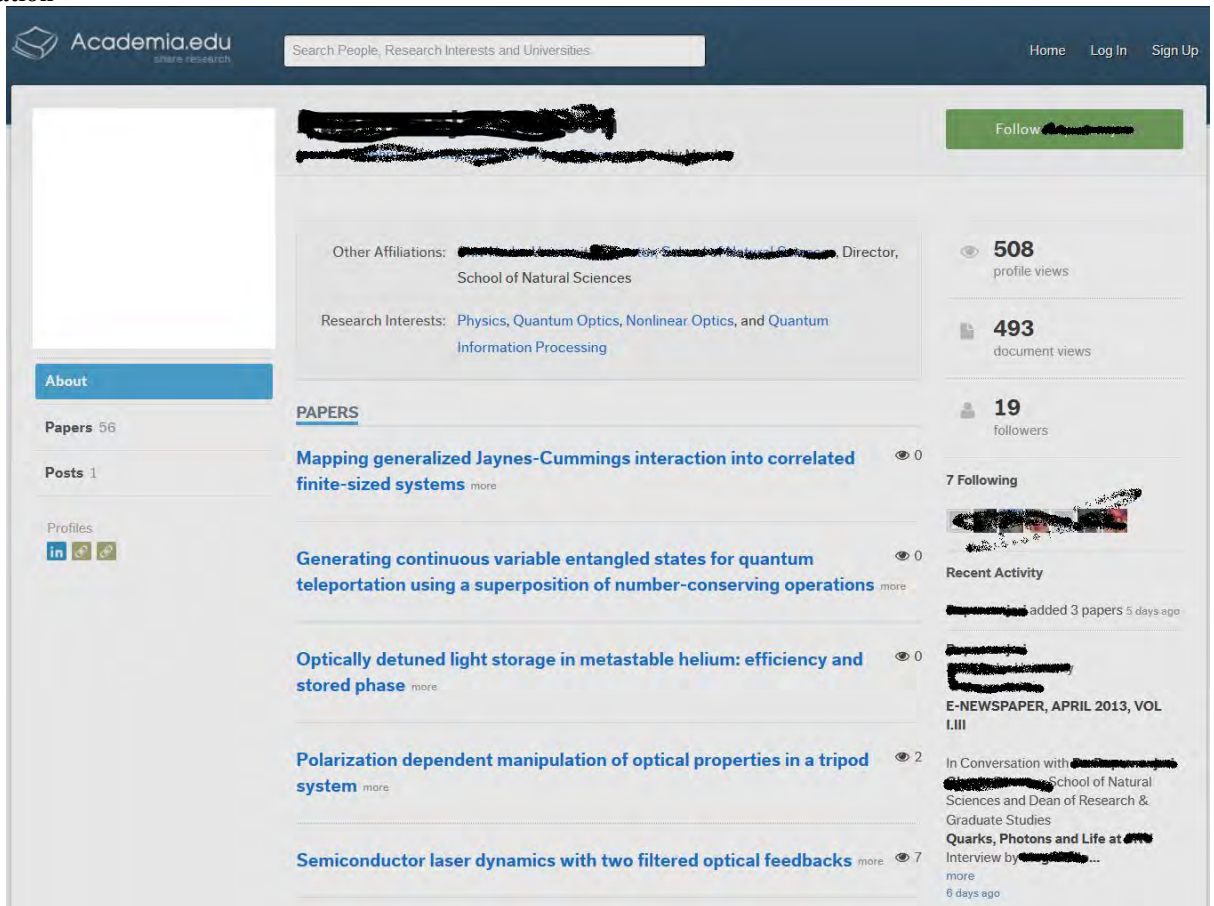 ation
Academia.edu
share research
Search People, Research Interests and Universities
Home Log In Sign Up
Follow
Other Affiliations: , Director,
School of Natural Sciences
Research Interests: Physics, Quantum Optics, Nonlinear Optics, and Quantum
Information Processing
508
profile views
493
document views
19
followers
About
Papers 56
Posts 1
Profiles
in
PAPERS
Mapping generalized Jaynes-Cummings interaction into correlated
finite-sized systems more
0
Generating continuous variable entangled states for quantum
teleportation using a superposition of number-conserving operations more
0
Optically detuned light storage in metastable helium: efficiency and
stored phase more
0
Polarization dependent manipulation of optical properties in a tripod
system more
2
Semiconductor laser dynamics with two filtered optical feedbacks more
7
7 Following
Recent Activity
added 3 papers 5 days ago
E-NEWSPAPER, APRIL 2013, VOL
I.III
In Conversation with
School of Natural
Sciences and Dean of Research &
Graduate Studies
Quarks, Photons and Life at
Interview by ...
more
6 days ago